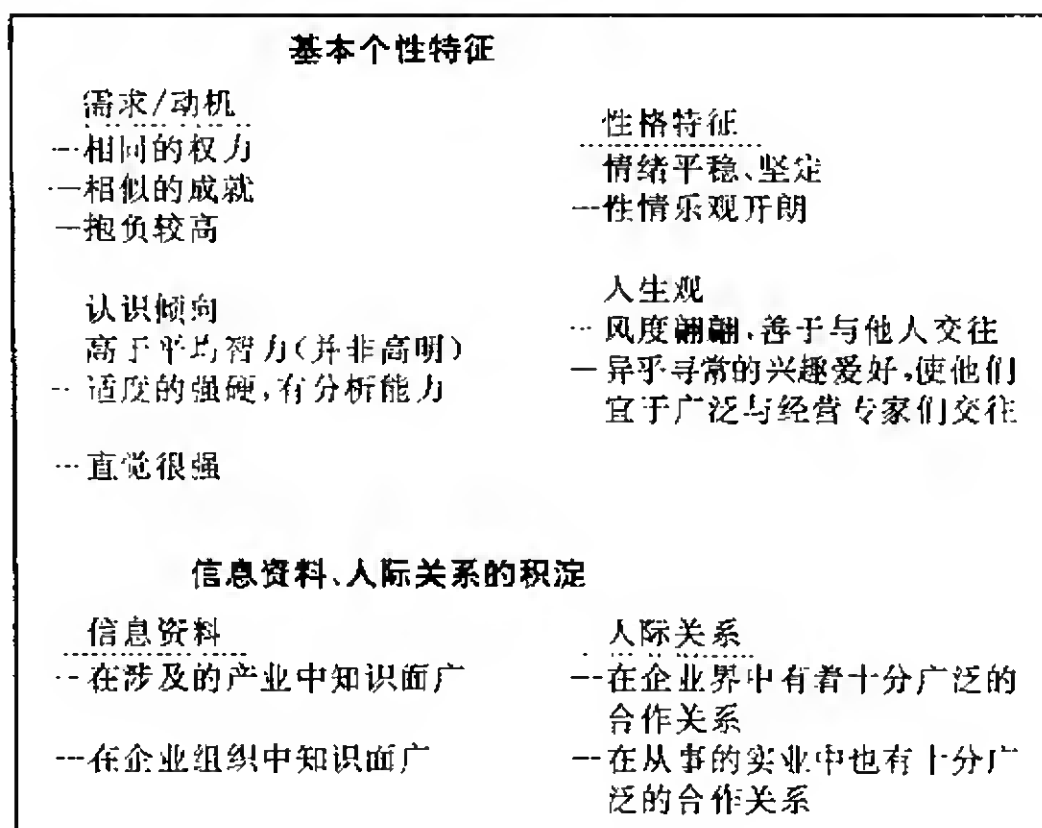 基本个性特征
需求/动机
—相同的权力
—相似的成就
—抱负较高
性格特征
情绪平稳、坚定
—性情乐观开朗
认识倾向
高于平均智力(并非高明)
—适度的强硬,有分析能力
—直觉很强
人生观
—风度翩翩、善于与他人交往
—异乎寻常的兴趣爱好,使他们
宜于广泛与经营专家们交往
信息资料、人际关系的积淀
信息资料
—在涉及的产业中知识面广
—在企业组织中知识面广
人际关系
—在企业界中有着十分广泛的
合作关系
—在从事的实业中也有十分广
泛的合作关系